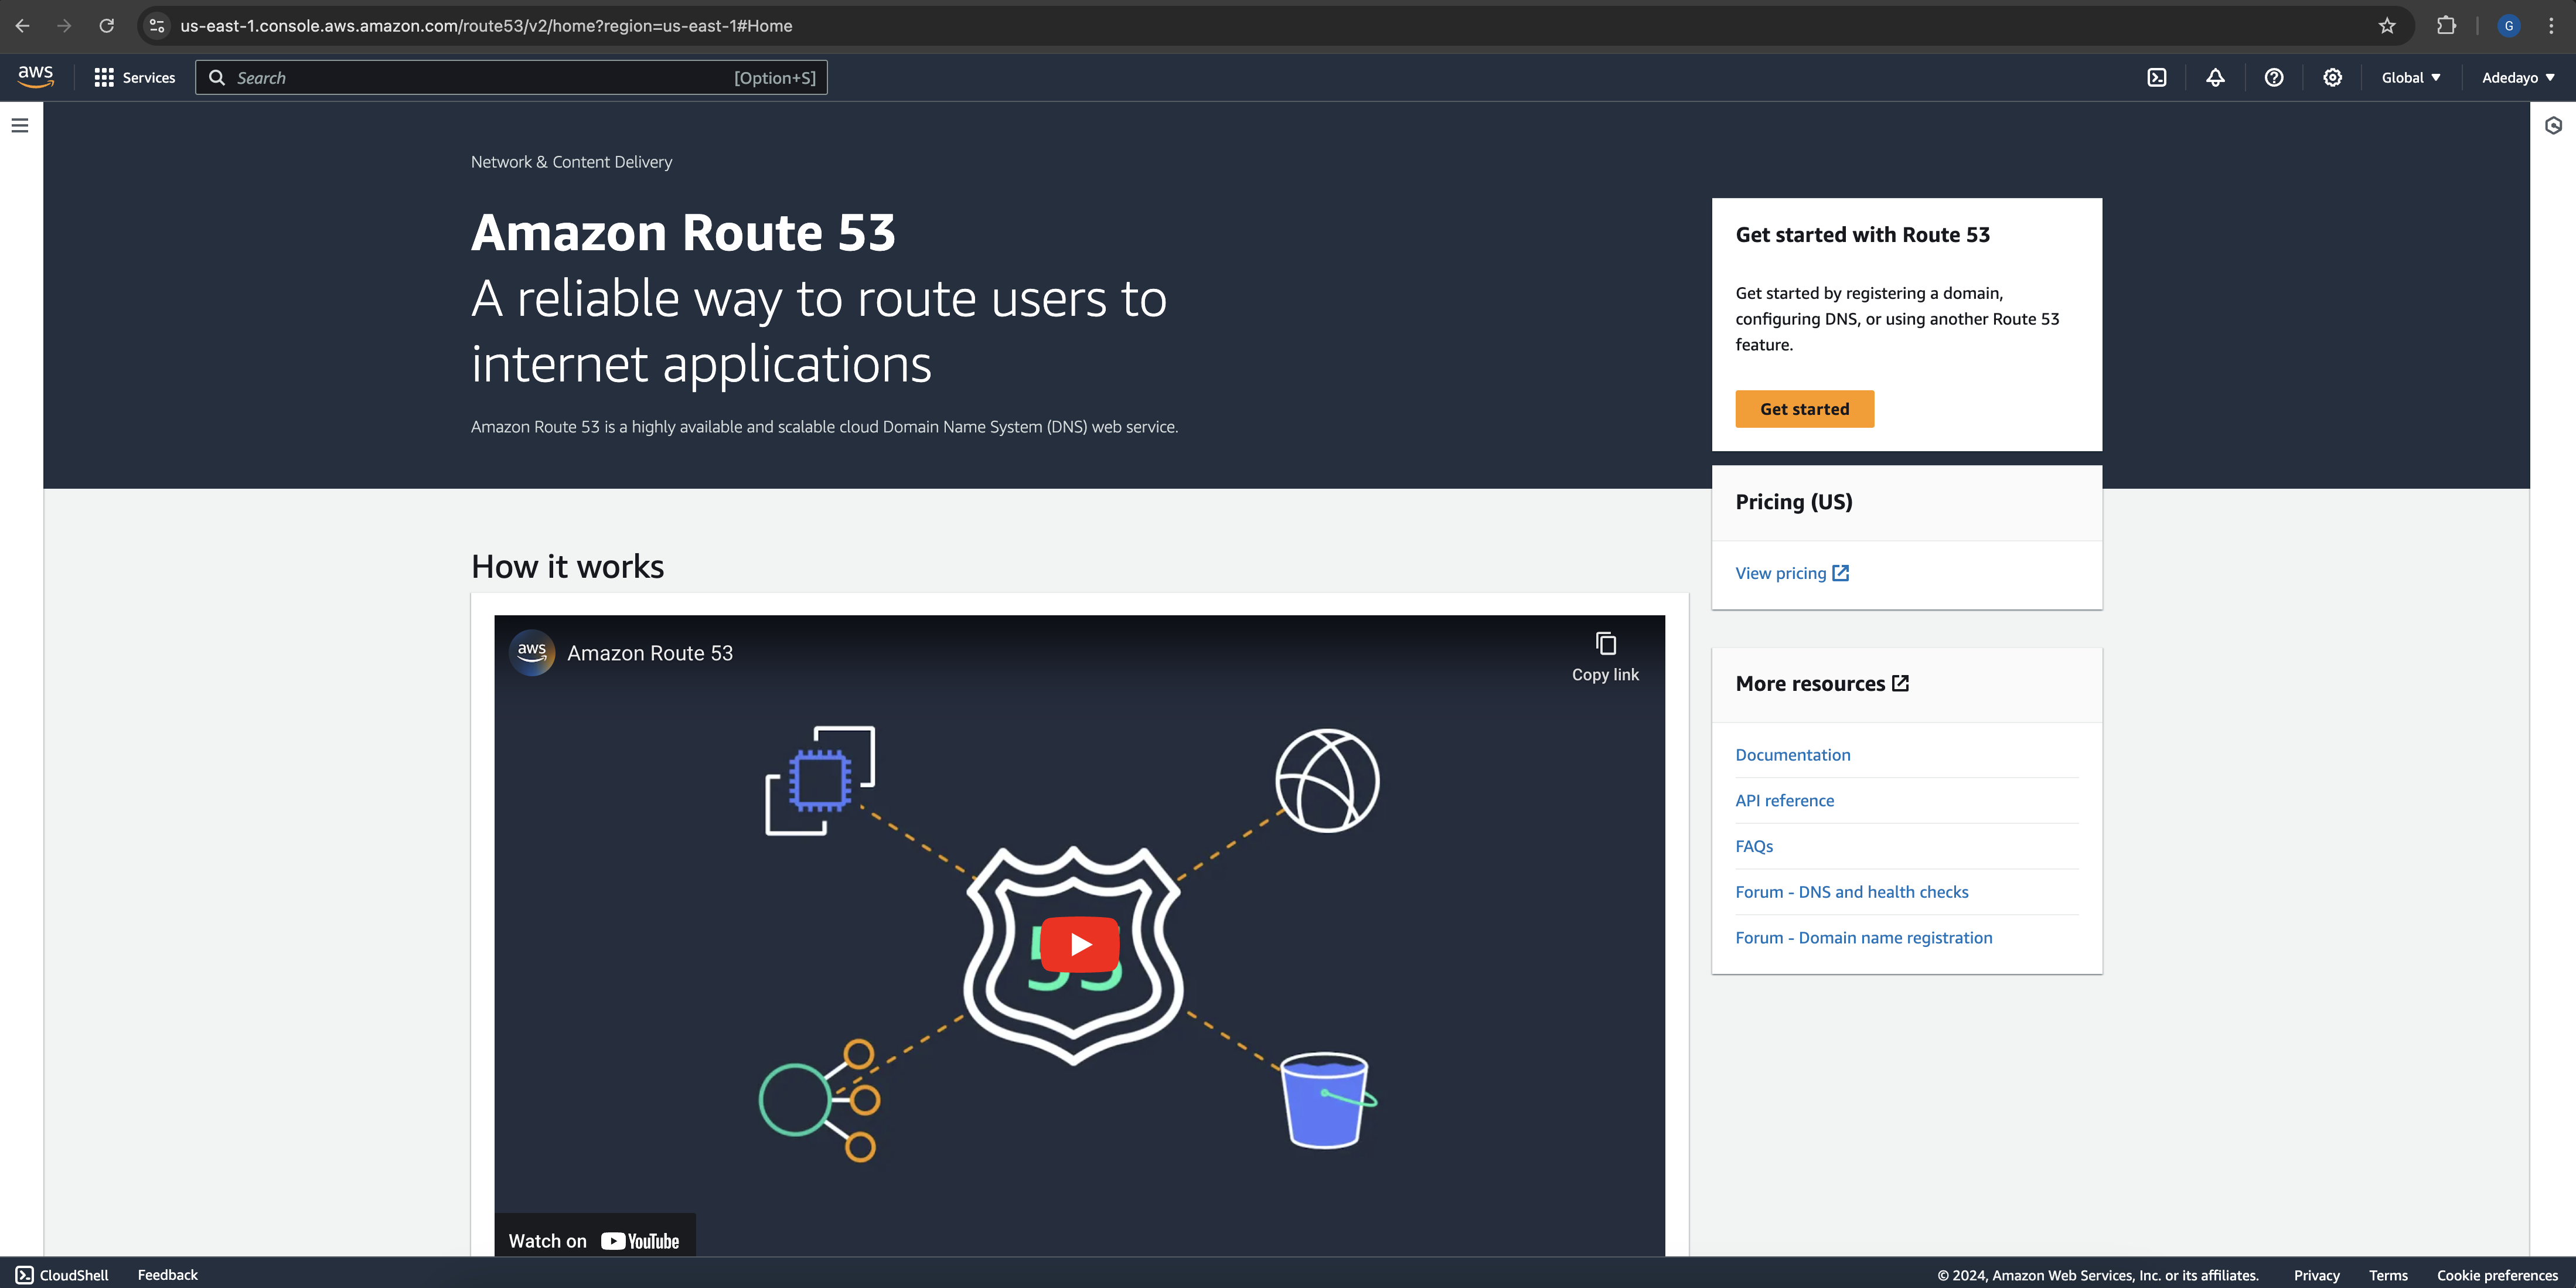 us-east-1.console.aws.amazon.com/route53/v2/home?region=us-east-1#Home
G
aws
Services
Search
[Option+S]
Global
Adedayo
Network & Content Delivery
Amazon Route 53
A reliable way to route users to
internet applications
Amazon Route 53 is a highly available and scalable cloud Domain Name System (DNS) web service.
Get started with Route 53
Get started by registering a domain,
configuring DNS, or using another Route 53
feature.
Get started
Pricing (US)
View pricing
How it works
aws
Amazon Route 53
Copy link
53
Watch on YouTube
More resources
Documentation
API reference
FAQs
Forum - DNS and health checks
Forum - Domain name registration
CloudShell
Feedback
© 2024, Amazon Web Services, Inc. or its affiliates.
Privacy
Terms
Cookie preferences